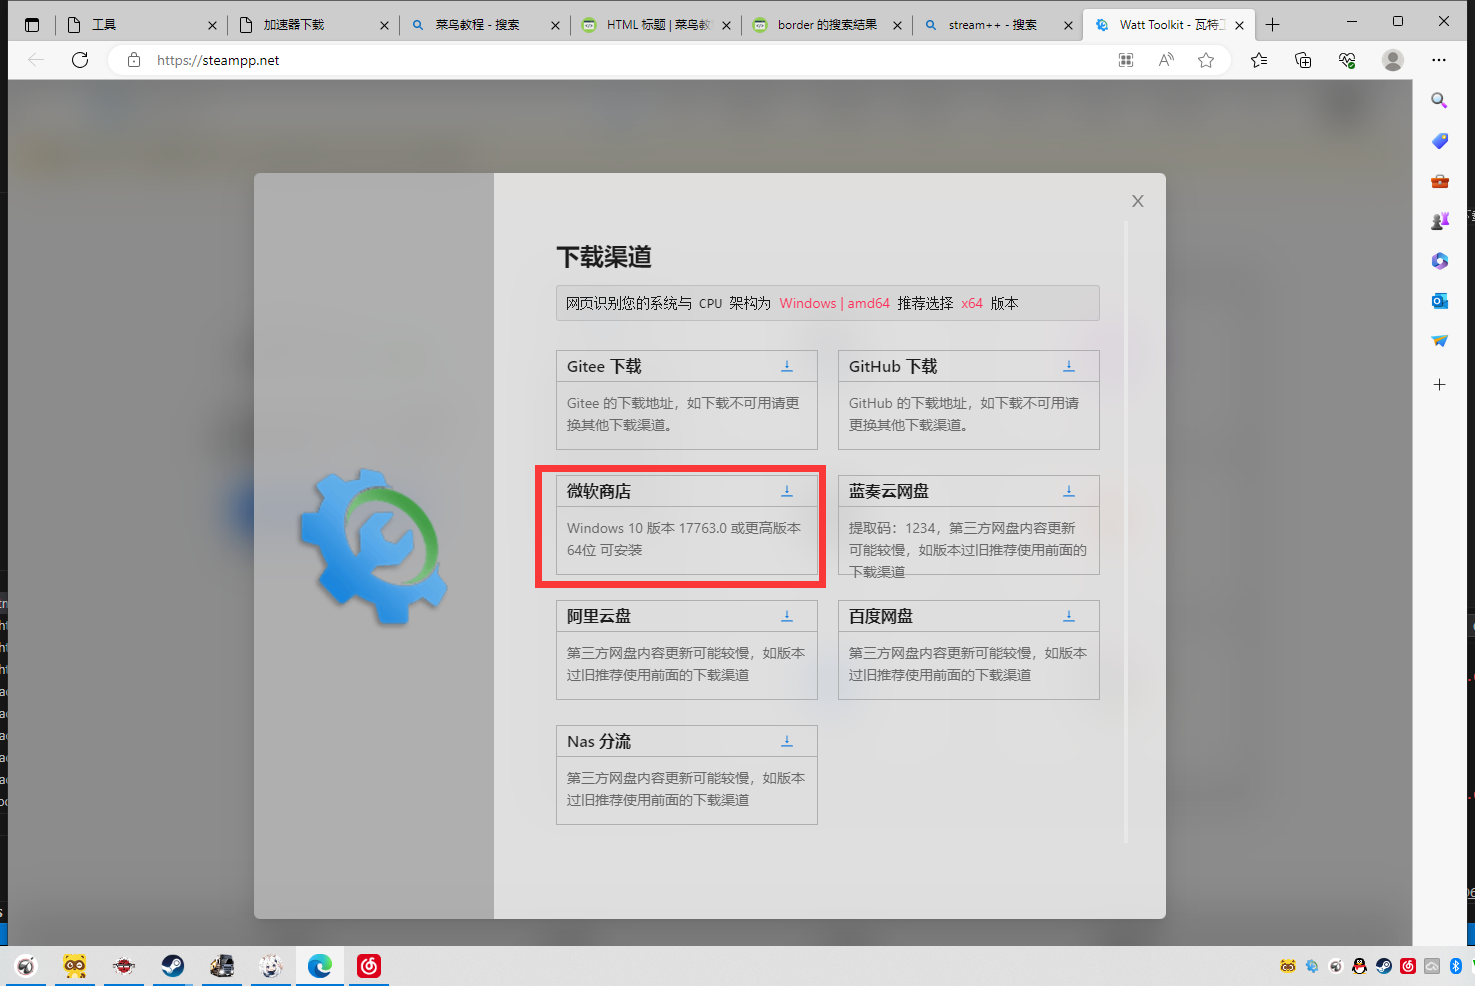 工具
加速器下载
菜鸟教程 - 搜索
HTML 标题 | 菜鸟教
border 的搜索结果
stream++ - 搜索
Watt Toolkit - 瓦特工
https://steampp.net
X
下载渠道
网页识别您的系统与 CPU 架构为 Windows | amd64 推荐选择 x64 版本
Gitee 下载
Gitee 的下载地址，如下载不可用请更
换其他下载渠道。
GitHub 下载
GitHub 的下载地址，如下载不可用请
更换其他下载渠道。
微软商店
Windows 10 版本 17763.0 或更高版本
64位 可安装
蓝奏云网盘
提取码：1234，第三方网盘内容更新
可能较慢，如版本过旧推荐使用前面的
下载渠道
阿里云盘
第三方网盘内容更新可能较慢，如版本
过旧推荐使用前面的下载渠道
百度网盘
第三方网盘内容更新可能较慢，如版本
过旧推荐使用前面的下载渠道
Nas 分流
第三方网盘内容更新可能较慢，如版本
过旧推荐使用前面的下载渠道